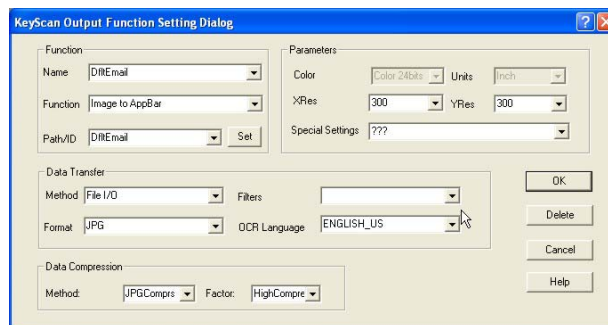 KeyScan Output Function Setting Dialog
Function
Name DfltEmail
Function Image to AppBar
Path/ID DfltEmail Set
Parameters
Color Color 24bits Units Inch
XRes 300 YRes 300
Special Settings ???
Data Transfer
Method File I/O Filters
Format JPG OCR Language ENGLISH_US
Data Compression
Method: JPGComprs Factor: HighCompre
OK
Delete
Cancel
Help